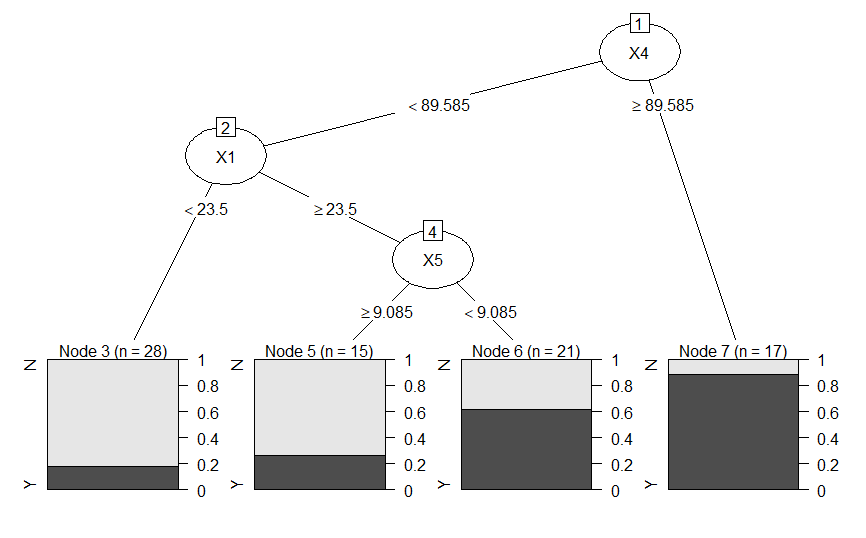 1
X4
< 89.585
≥ 89.585
2
X1
< 23.5
≥ 23.5
4
X5
≥ 9.085
< 9.085
Node 3 (n = 28)
N
Y
1
0.8
0.6
0.4
0.2
0
Node 5 (n = 15)
N
Y
1
0.8
0.6
0.4
0.2
0
Node 6 (n = 21)
N
Y
1
0.8
0.6
0.4
0.2
0
Node 7 (n = 17)
N
Y
1
0.8
0.6
0.4
0.2
0